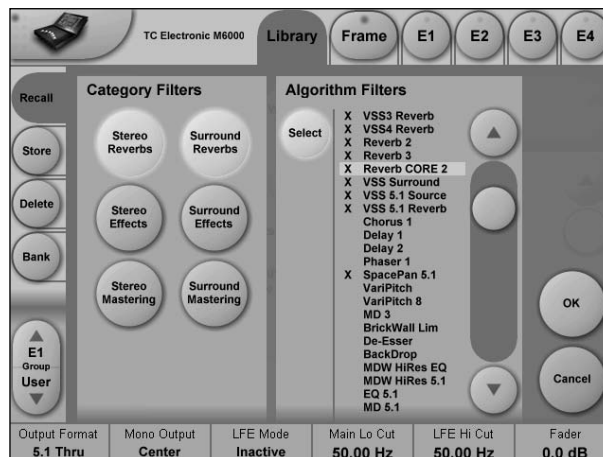 TC Electronic M6000
Library
Frame
E1
E2
E3
E4
Recall
Store
Delete
Bank
E1
Group
User
Category Filters
Stereo
Reverbs
Surround
Reverbs
Stereo
Effects
Surround
Effects
Stereo
Mastering
Surround
Mastering
Algorithm Filters
Select
X VSS3 Reverb
X VSS4 Reverb
X Reverb 2
X Reverb 3
X Reverb CORE 2
X VSS Surround
X VSS 5.1 Source
X VSS 5.1 Reverb
Chorus 1
Delay 1
Delay 2
Phaser 1
X SpacePan 5.1
VariPitch
VariPitch 8
MD 3
BrickWall Lim
De-Esser
BackDrop
MDW HiRes EQ
MDW HiRes 5.1
EQ 5.1
MD 5.1
OK
Cancel
Output Format
5.1 Thru
Mono Output
Center
LFE Mode
Inactive
Main Lo Cut
50.00 Hz
LFE Hi Cut
50.00 Hz
Fader
0.0 dB